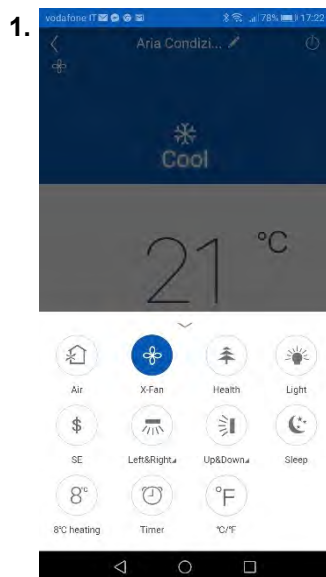 1.
vodafone IT 78% 17:22
Aria Condizi...
Cool
21 °C
Air X-Fan Health Light
$
SE Left&Right Up&Down Sleep
8° °F
8°C heating Timer °C/°F